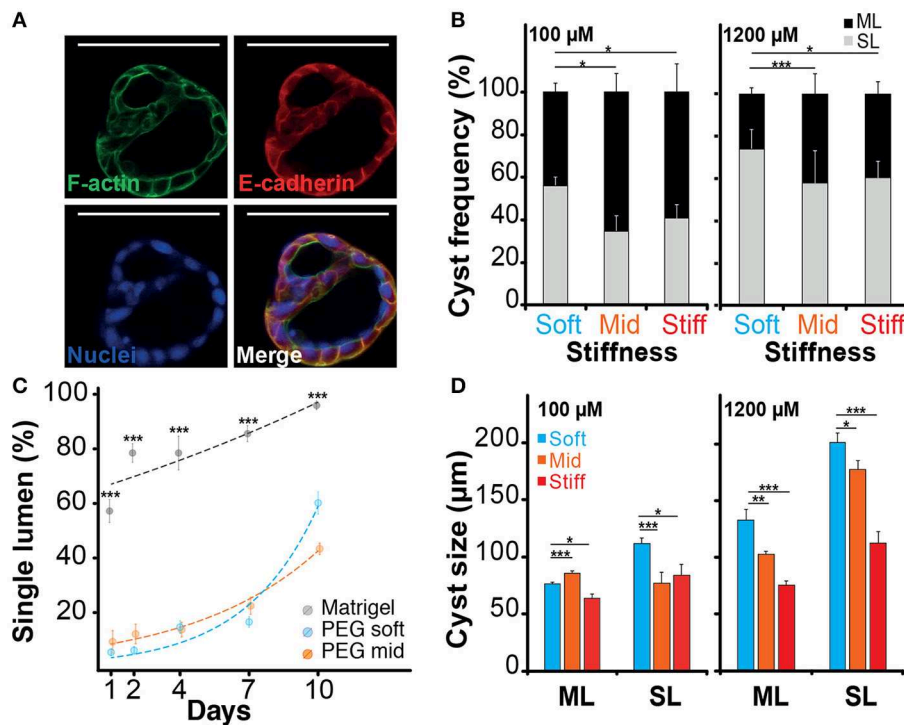 A
F-actin
E-cadherin
Nuclei
Merge
B
Cyst frequency (%)
100
80
60
40
20
0
100 µM
*
*
Soft Mid Stiff
1200 µM
*
***
ML
SL
Soft Mid Stiff
Stiffness
C
Single lumen (%)
100
80
60
40
20
***
***
***
***
***
Matrigel
PEG soft
PEG mid
1 2 4 7 10
Days
D
Cyst size (µm)
200
150
100
50
0
100 µM
Soft
Mid
Stiff
*
***
*
***
ML SL
1200 µM
***
**
***
*
ML SL